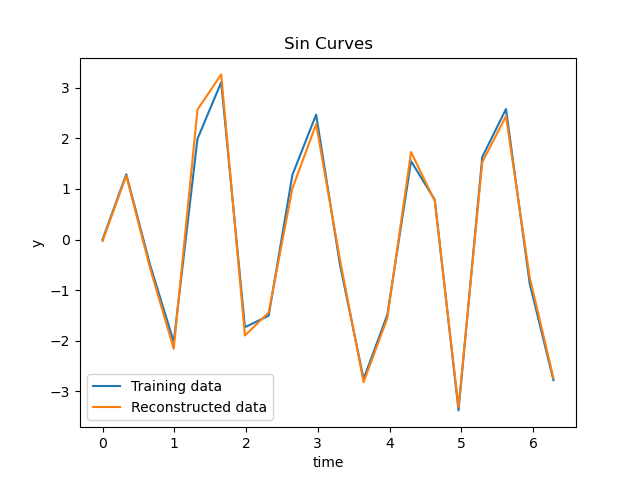 Sin Curves
y
3
2
1
0
−1
−2
−3
Training data
Reconstructed data
0 1 2 3 4 5 6
time